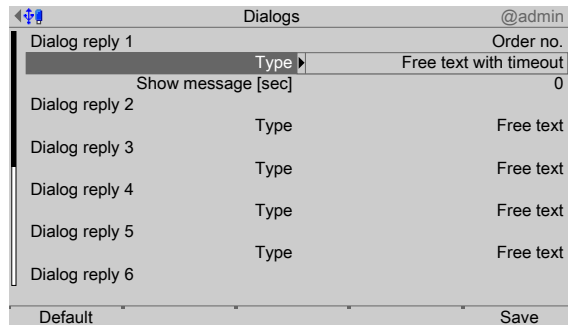 Dialogs @admin
Dialog reply 1 Order no.
Type Free text with timeout
Show message [sec] 0
Dialog reply 2
Type Free text
Dialog reply 3
Type Free text
Dialog reply 4
Type Free text
Dialog reply 5
Type Free text
Dialog reply 6
Default Save